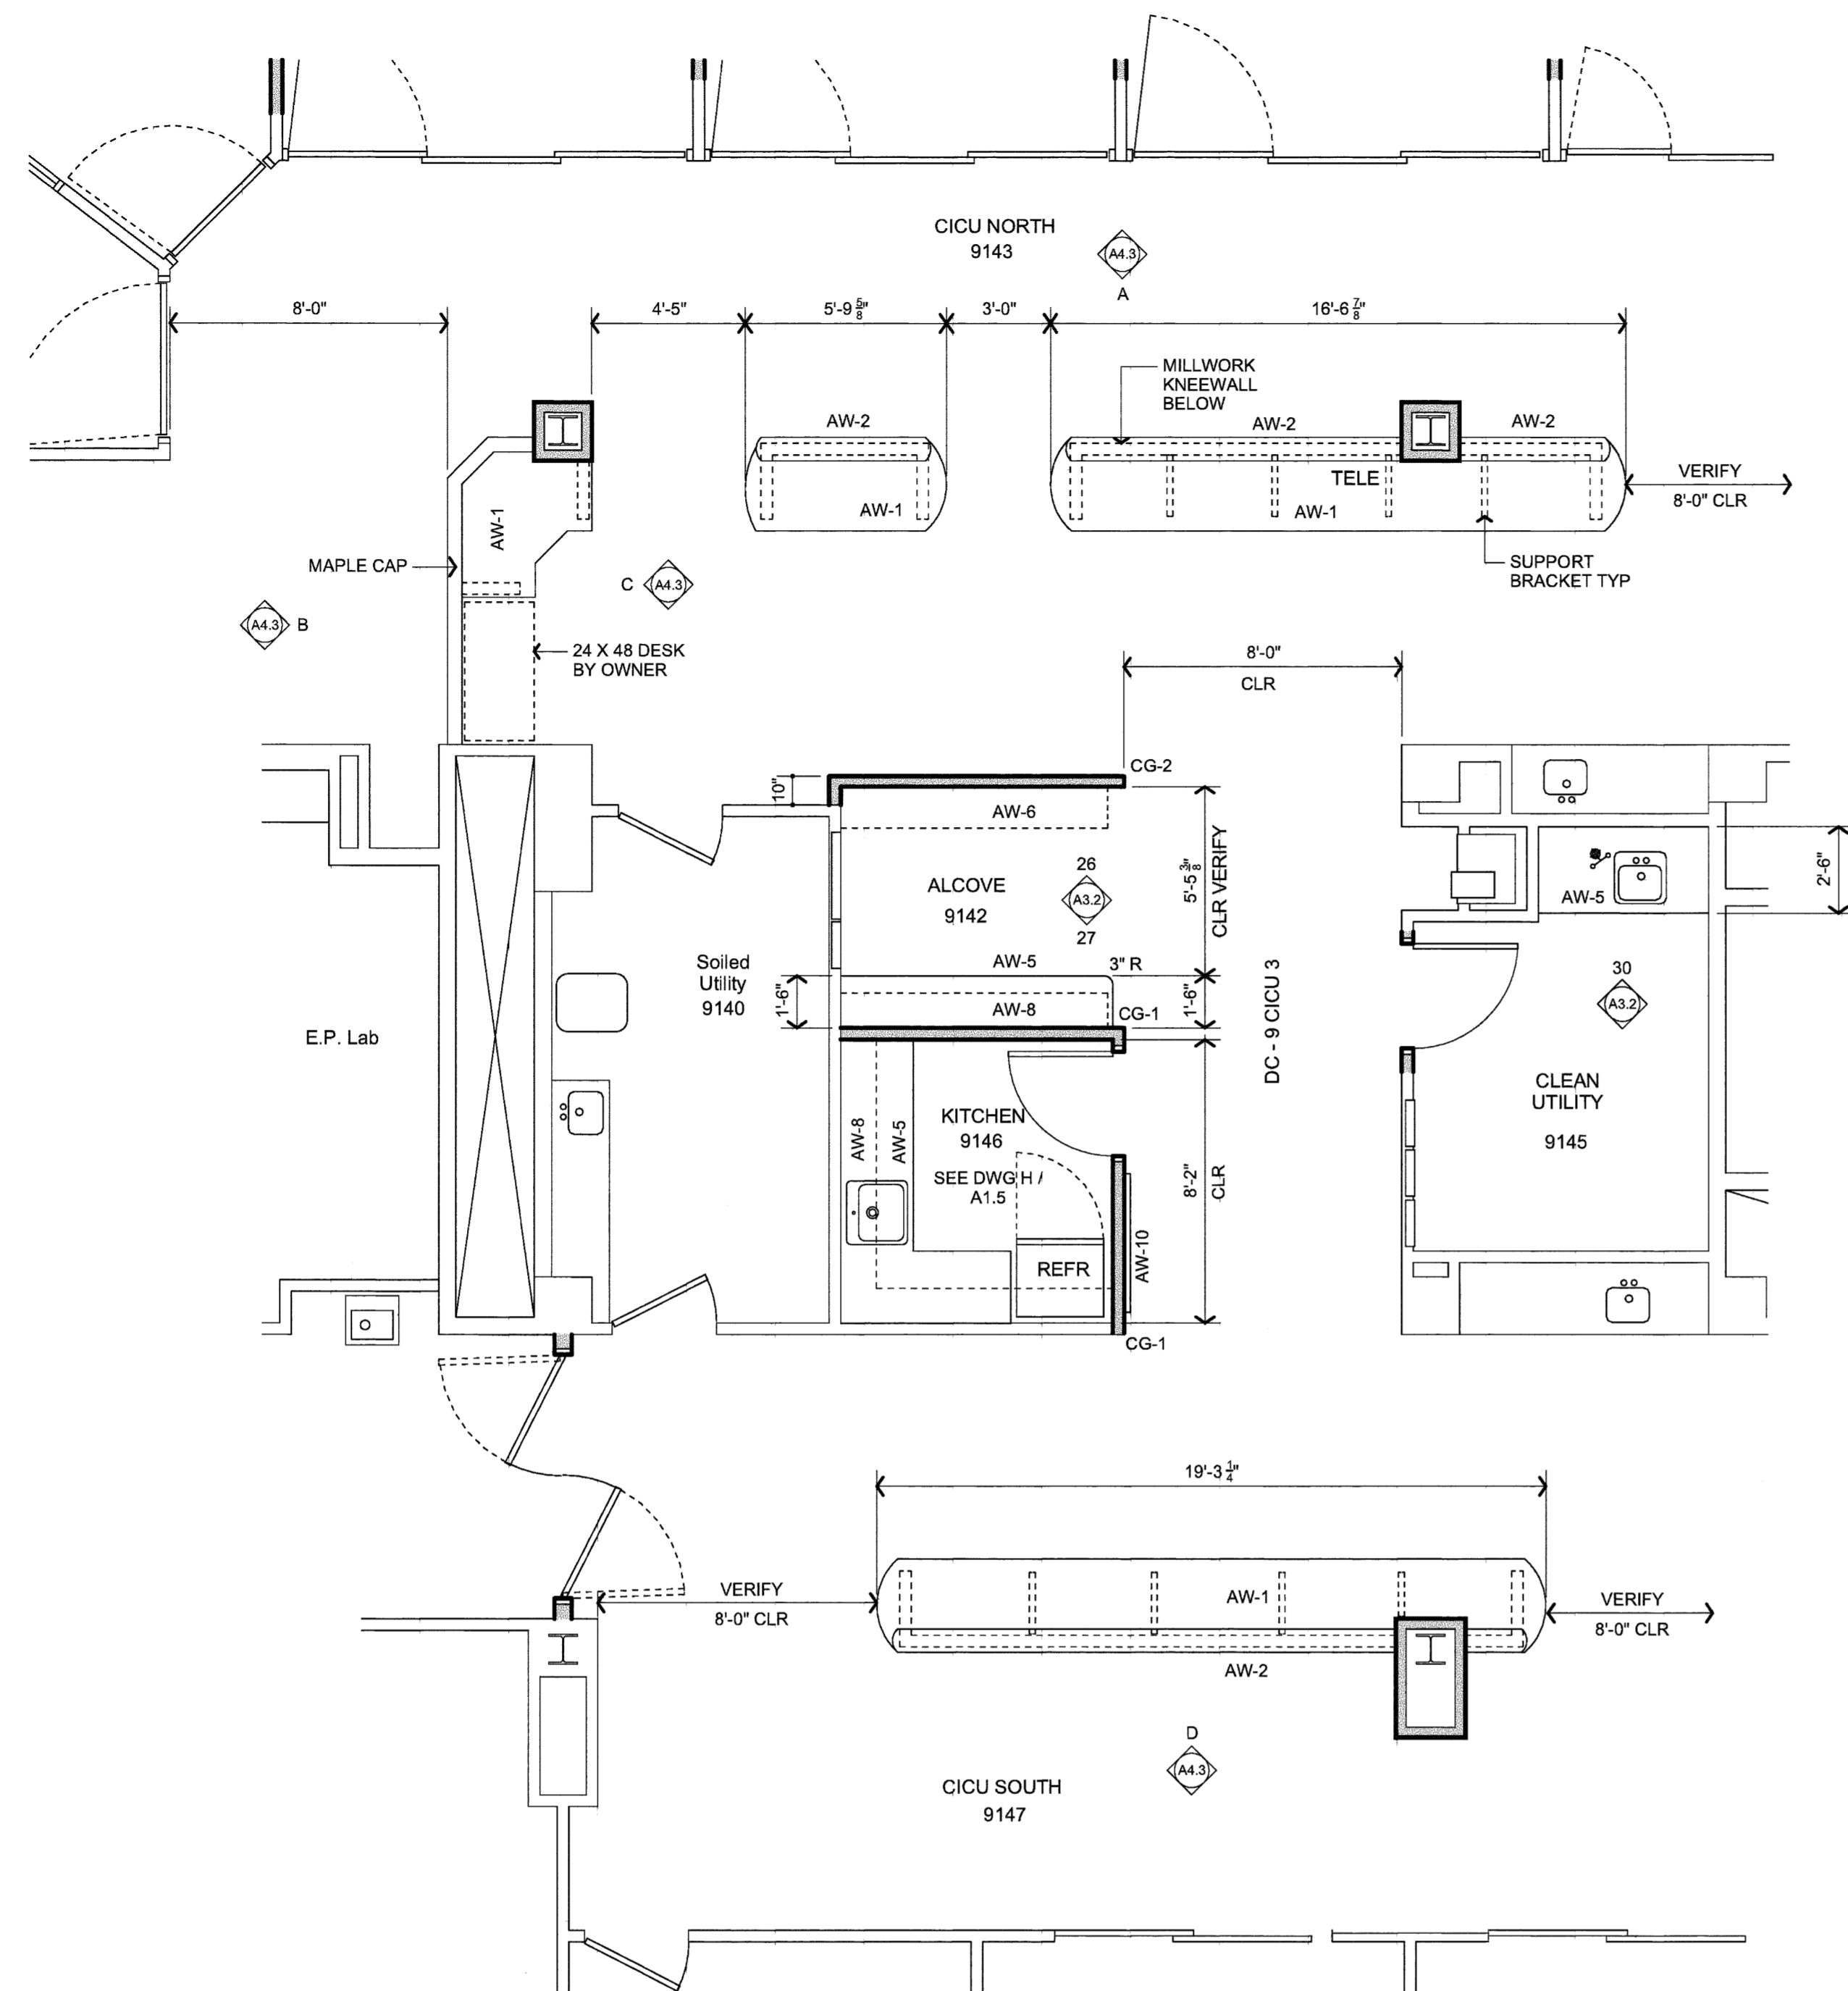 CICU NORTH
9143
A4.3
A
8'-0"
4'-5"
5'-9 5/8"
3'-0"
16'-6 7/8"
MILLWORK
KNEEWALL
BELOW
AW-2
AW-2
AW-2
TELE
AW-1
AW-1
AW-1
VERIFY
8'-0" CLR
MAPLE CAP
SUPPORT
BRACKET TYP
C
A4.3
A4.3
B
24 X 48 DESK
BY OWNER
8'-0"
CLR
CG-2
10"
AW-6
ALCOVE
9142
26
A3.2
27
5'-5 3/8"
CLR VERIFY
AW-5
2'-6"
Soiled
Utility
9140
1'-6"
AW-5
3" R
AW-8
CG-1
1'-6"
DC - 9 CICU 3
30
A3.2
E.P. Lab
CLEAN
UTILITY
9145
AW-8
AW-5
KITCHEN
9146
SEE DWG H /
A1.5
8'-2"
CLR
REFR
AW-10
CG-1
19'-3 1/4"
VERIFY
8'-0" CLR
AW-1
AW-2
VERIFY
8'-0" CLR
D
A4.3
CICU SOUTH
9147